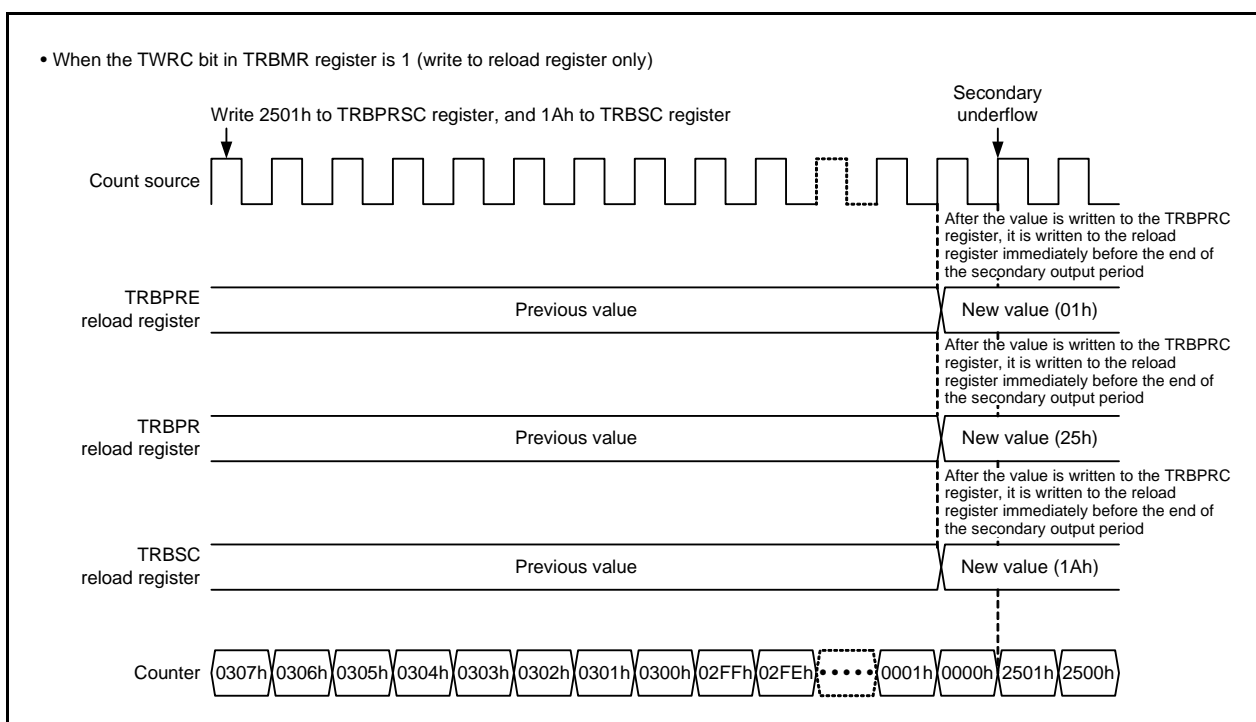 • When the TWRC bit in TRBMR register is 1 (write to reload register only)
Write 2501h to TRBPRSC register, and 1Ah to TRBSC register
Secondary
underflow
Count source
After the value is written to the TRBPRC
register, it is written to the reload
register immediately before the end of
the secondary output period
TRBPRE
reload register
Previous value
New value (01h)
After the value is written to the TRBPRC
register, it is written to the reload
register immediately before the end of
the secondary output period
TRBPR
reload register
Previous value
New value (25h)
After the value is written to the TRBPRC
register, it is written to the reload
register immediately before the end of
the secondary output period
TRBSC
reload register
Previous value
New value (1Ah)
Counter 0307h 0306h 0305h 0304h 0303h 0302h 0301h 0300h 02FFh 02FEh ····· 0001h 0000h 2501h 2500h